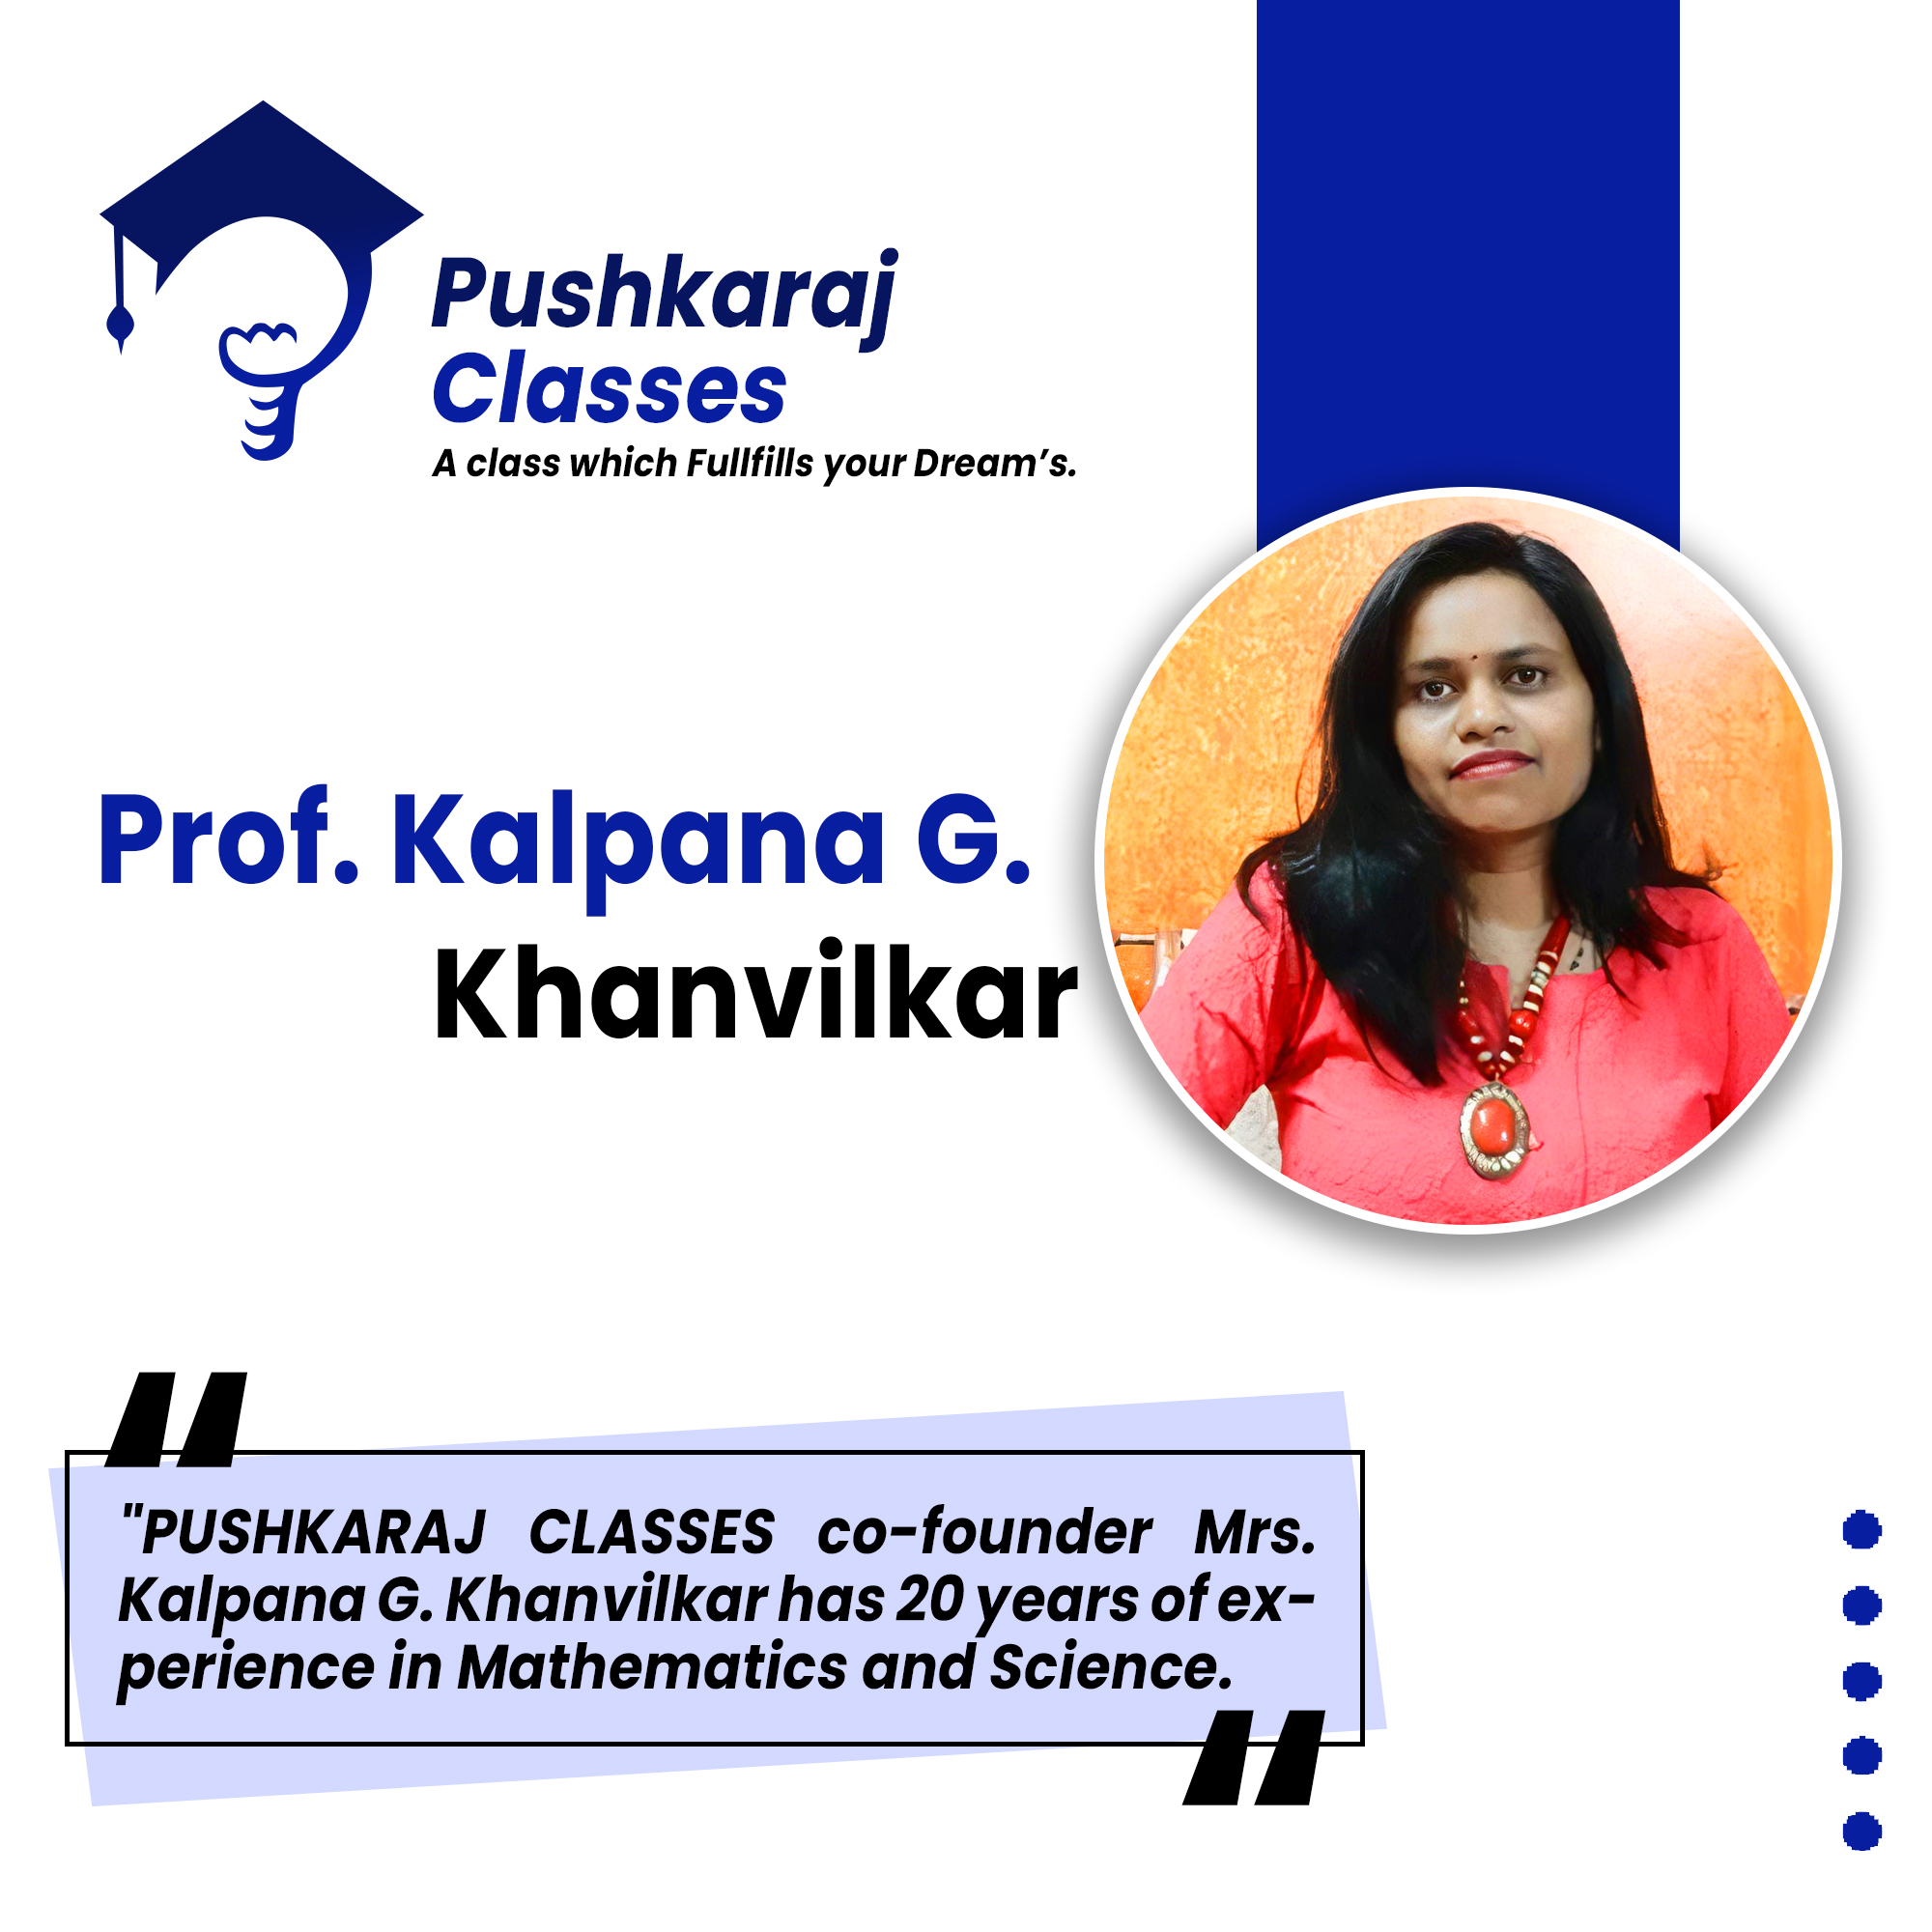 Pushkaraj
Classes
A class which Fullfills your Dream’s.
Prof. Kalpana G.
Khanvilkar
"PUSHKARAJ CLASSES co-founder Mrs.
Kalpana G. Khanvilkar has 20 years of ex-
perience in Mathematics and Science.
"